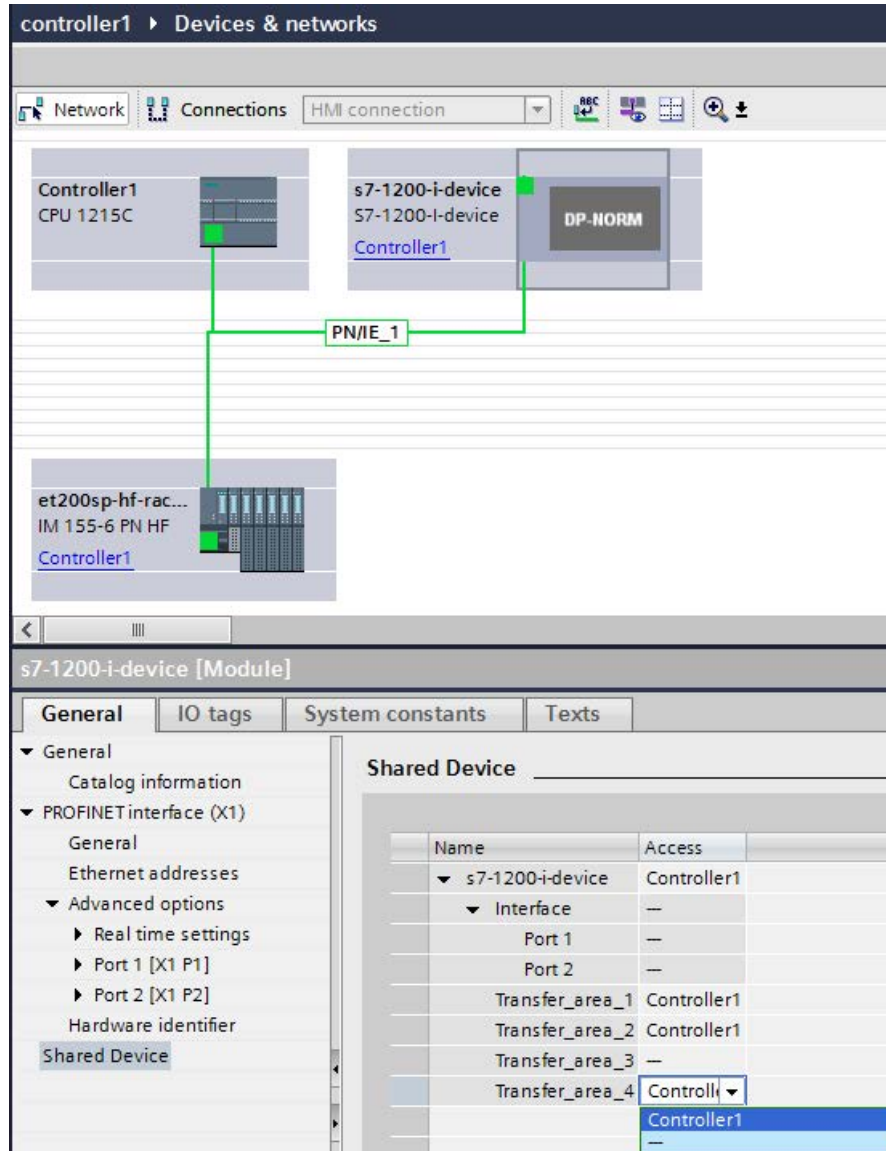 controller1 ▸ Devices & networks
Network Connections HMI connection
Controller1
CPU 1215C
s7-1200-i-device
S7-1200-I-device
Controller1
DP-NORM
PN/IE_1
et200sp-hf-rac...
IM 155-6 PN HF
Controller1
s7-1200-i-device [Module]
General IO tags System constants Texts
General
Catalog information
PROFINET interface (X1)
General
Ethernet addresses
Advanced options
Real time settings
Port 1 [X1 P1]
Port 2 [X1 P2]
Hardware identifier
Shared Device
Shared Device
Name Access
s7-1200-i-device Controller1
Interface —
Port 1 —
Port 2 —
Transfer_area_1 Controller1
Transfer_area_2 Controller1
Transfer_area_3 —
Transfer_area_4 Controll
Controller1
—